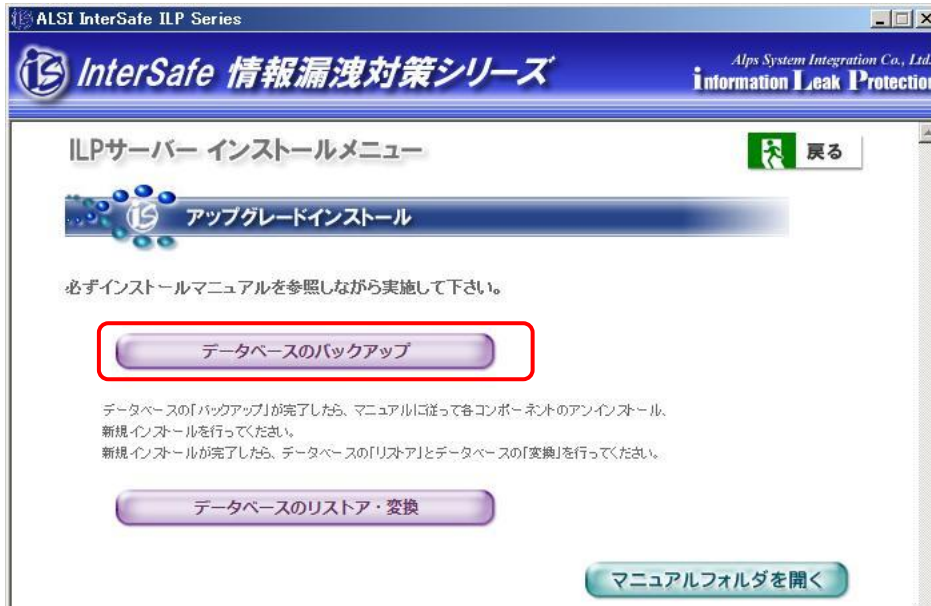 ALSI InterSafe ILP Series
InterSafe 情報漏洩対策シリーズ
Alps System Integration Co., Ltd.
Information Leak Protection
ILPサーバー インストールメニュー
戻る
アップグレードインストール
必ずインストールマニュアルを参照しながら実施して下さい。
データベースのバックアップ
データベースの「バックアップ」が完了したら、マニュアルに従って各コンポーネントのアンインストール、
新規インストールを行ってください。
新規インストールが完了したら、データベースの「リストア」とデータベースの「変換」を行ってください。
データベースのリストア・変換
マニュアルフォルダを開く